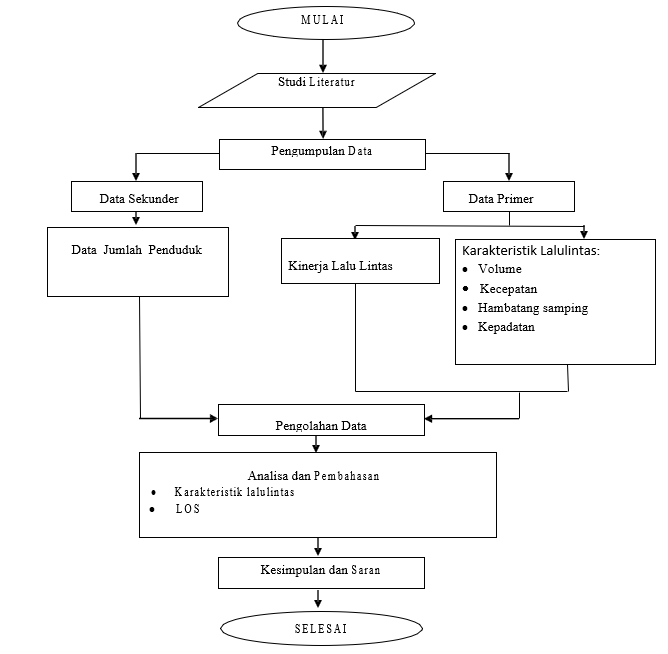 MULAI
Studi Literatur
Pengumpulan Data
Data Sekunder
Data Primer
Data Jumlah Penduduk
Kinerja Lalu Lintas
Karakteristik Lalulintas:
• Volume
• Kecepatan
• Hambatang samping
• Kepadatan
Pengolahan Data
Analisa dan Pembahasan
• Karakteristik lalulintas
• LOS
Kesimpulan dan Saran
SELESAI